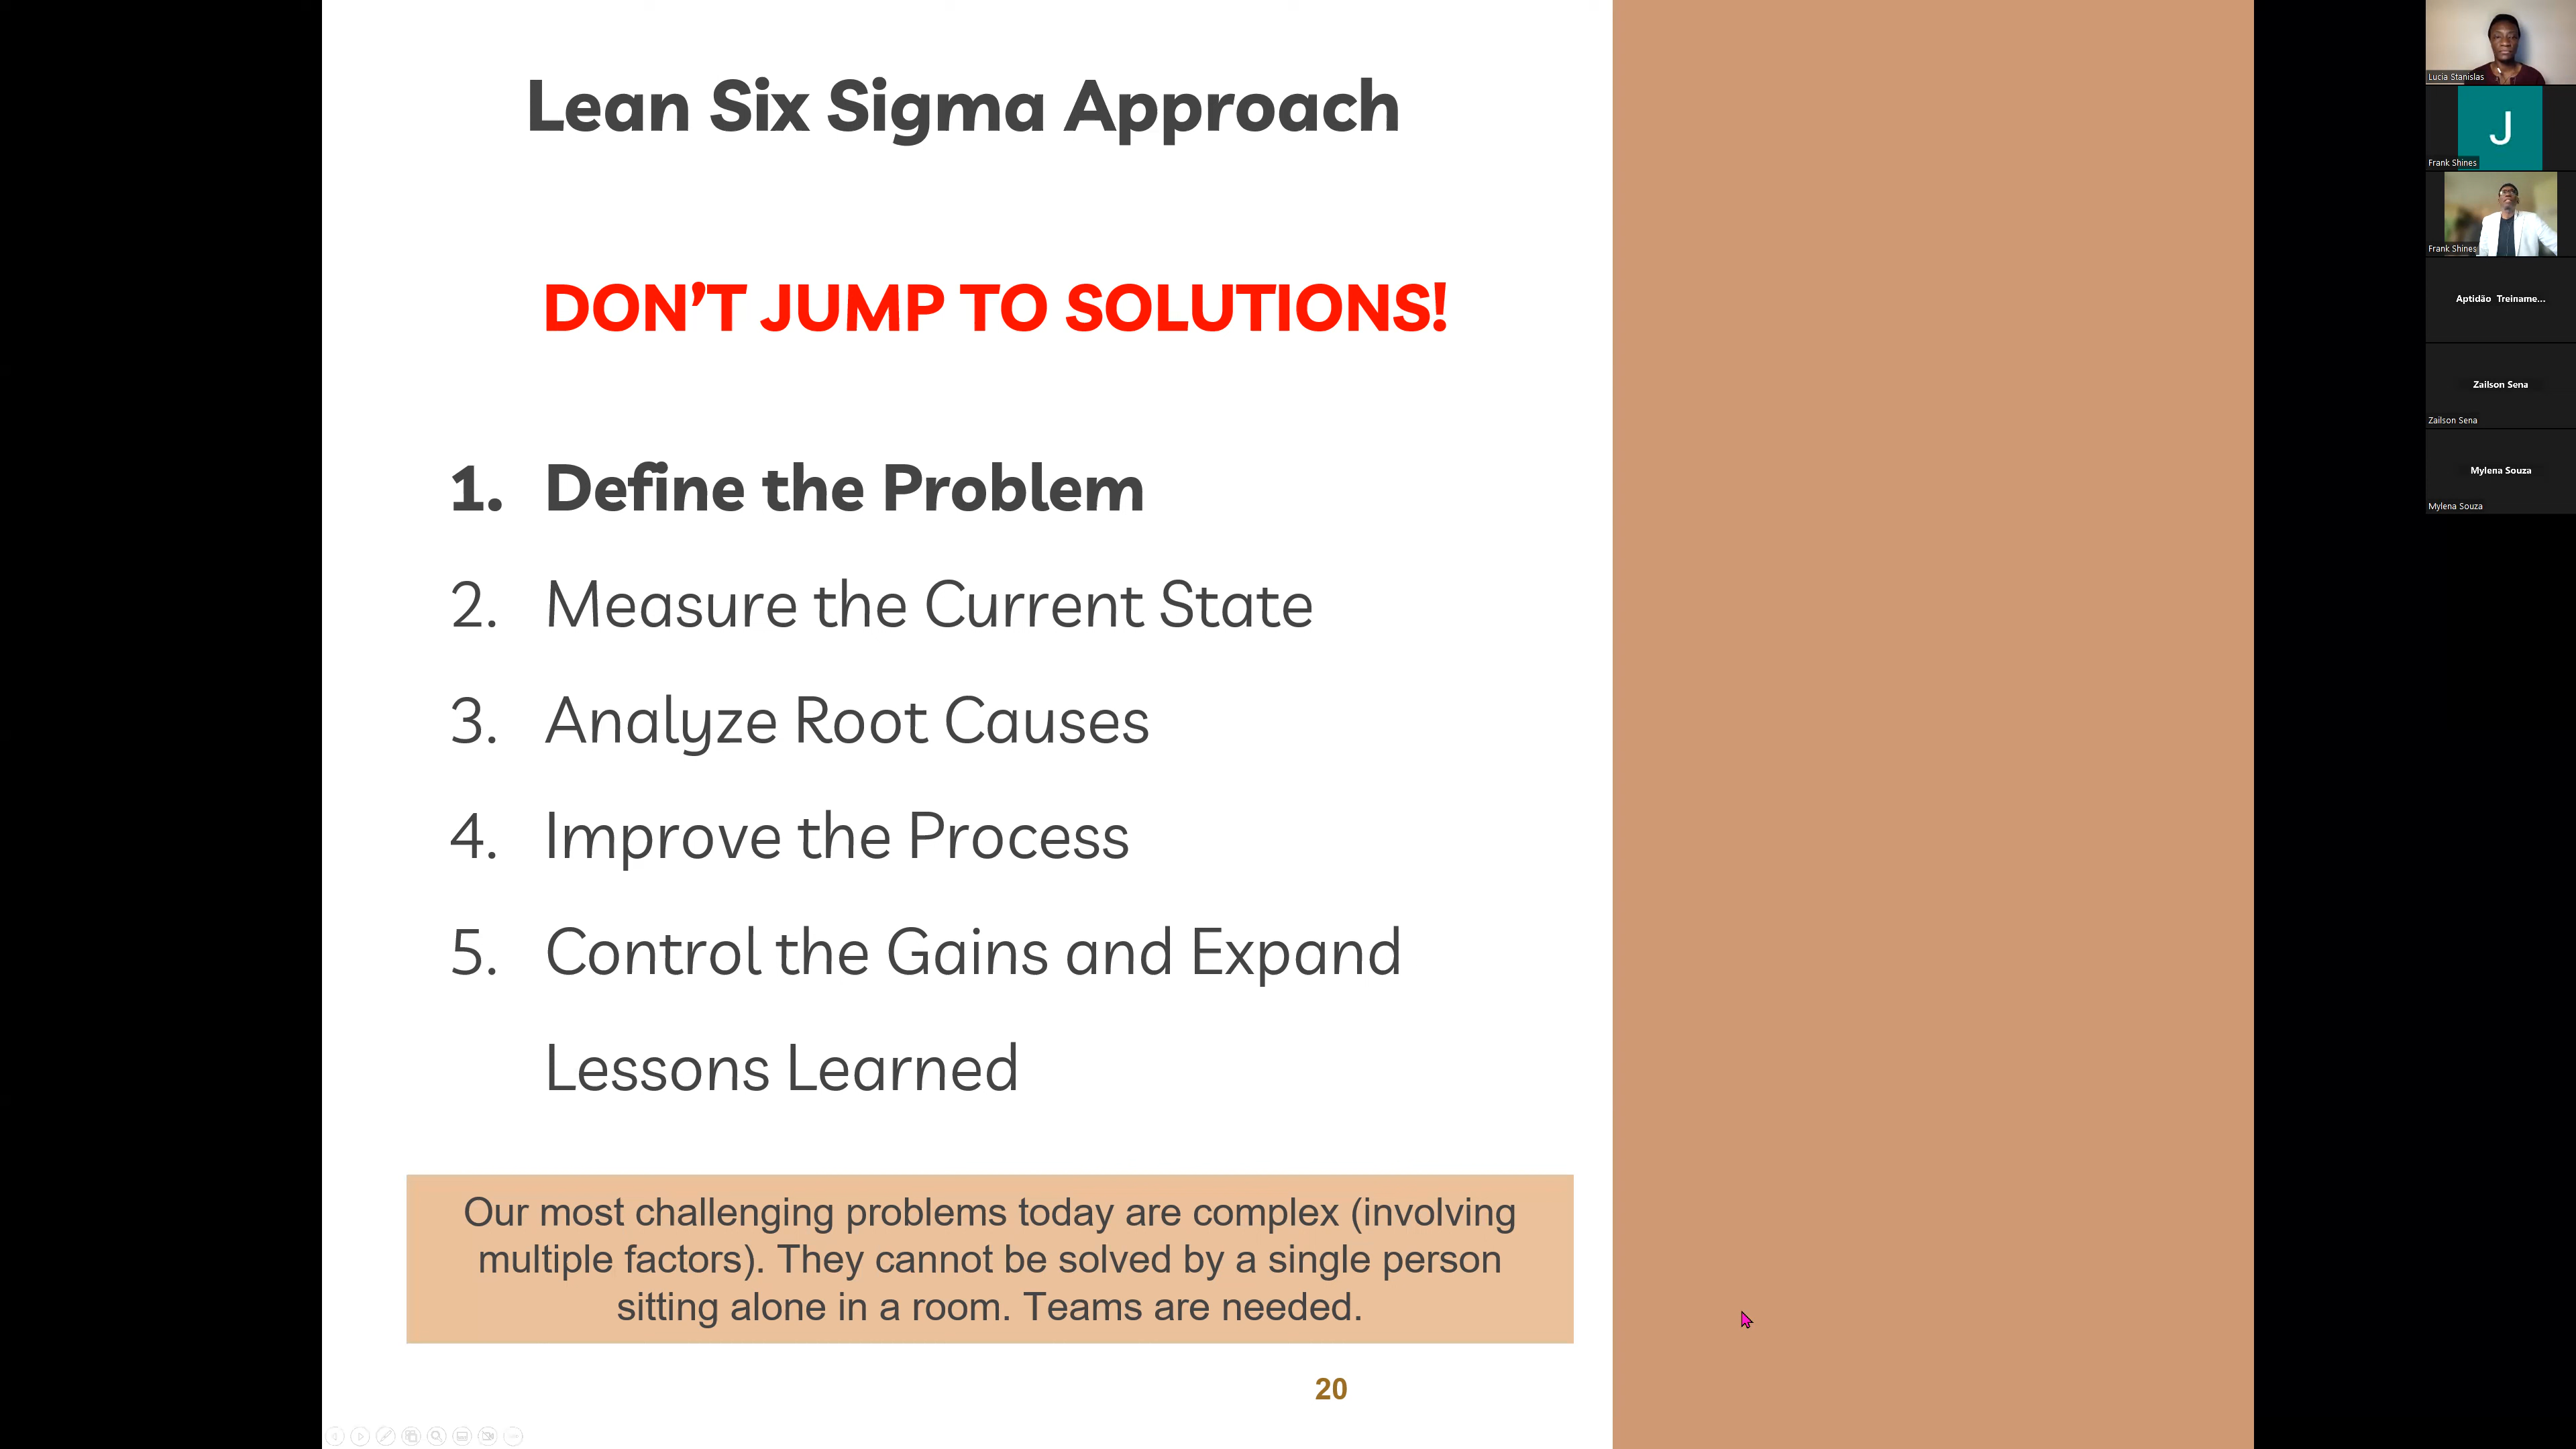 Lean Six Sigma Approach
DON’T JUMP TO SOLUTIONS!
1. Define the Problem
2. Measure the Current State
3. Analyze Root Causes
4. Improve the Process
5. Control the Gains and Expand
Lessons Learned
Our most challenging problems today are complex (involving
multiple factors). They cannot be solved by a single person
sitting alone in a room. Teams are needed.
20
Lucia Stanislas
J
Frank Shines
Frank Shines
Aptidão Treiname...
Zailson Sena
Zailson Sena
Mylena Souza
Mylena Souza